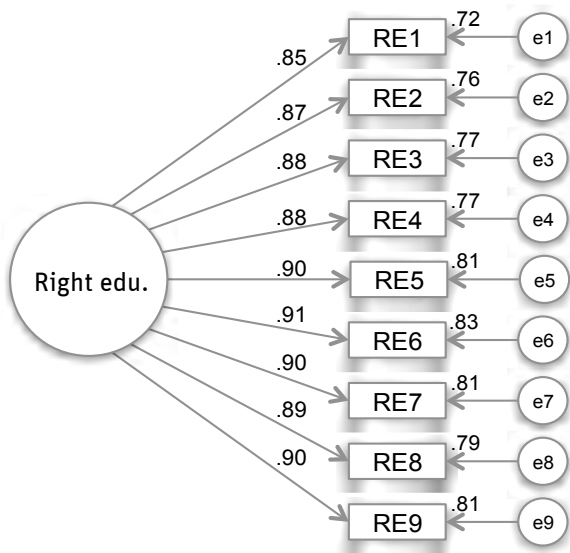 .72
RE1
e1
.85
.76
RE2
e2
.87
.77
RE3
e3
.88
.77
RE4
e4
.88
Right edu.
.90
.81
RE5
e5
.91
.83
RE6
e6
.90
.81
RE7
e7
.89
.79
RE8
e8
.90
.81
RE9
e9